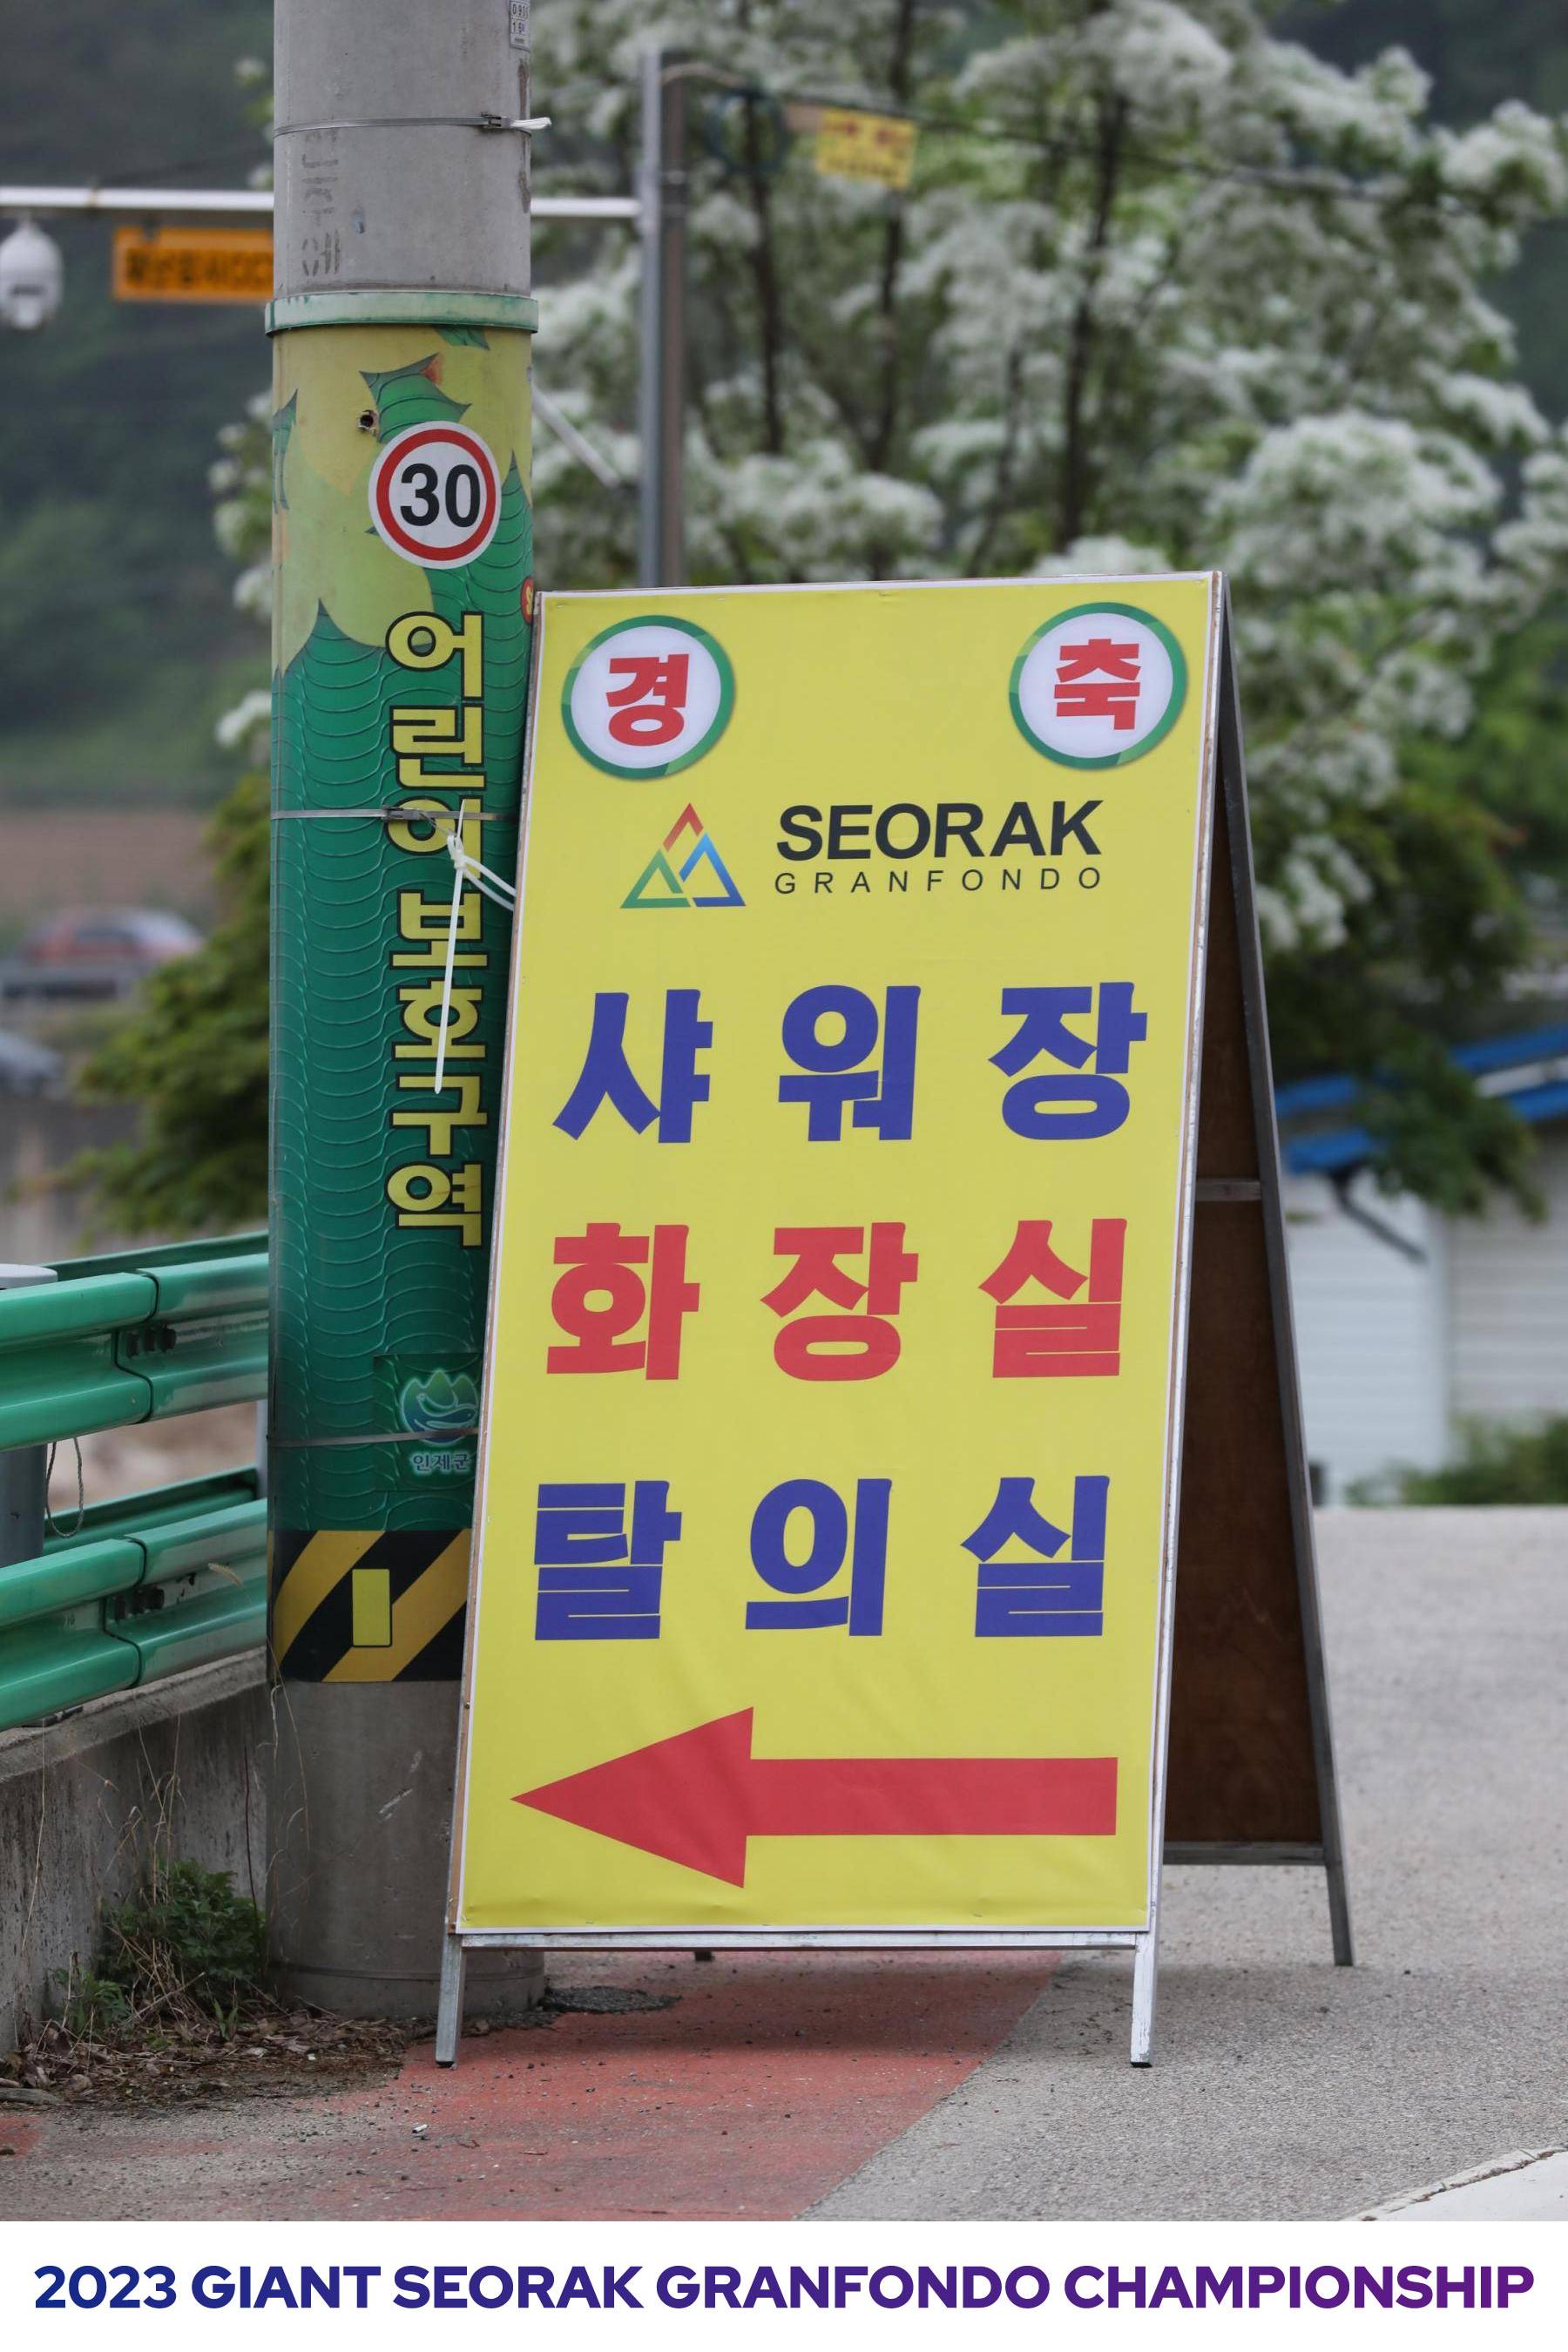 30
어린이 보호구역
인제군
경 축
SEORAK
GRANFONDO
샤워장
화장실
탈의실
2023 GIANT SEORAK GRANFONDO CHAMPIONSHIP